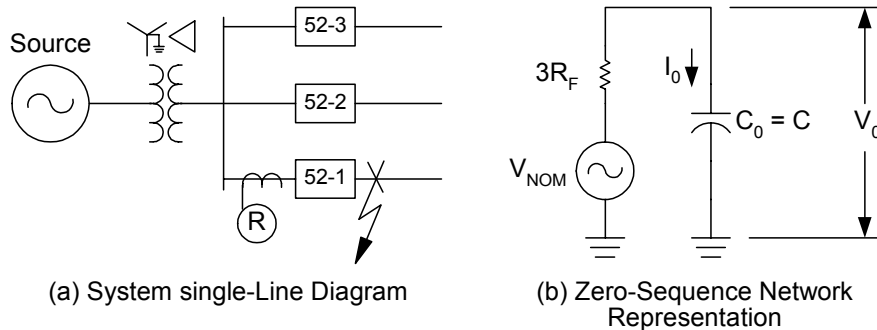 Source
52-3
52-2
52-1
R
(a) System single-Line Diagram
3R_F
I_0
C_0 = C
V_0
V_NOM
(b) Zero-Sequence Network
Representation